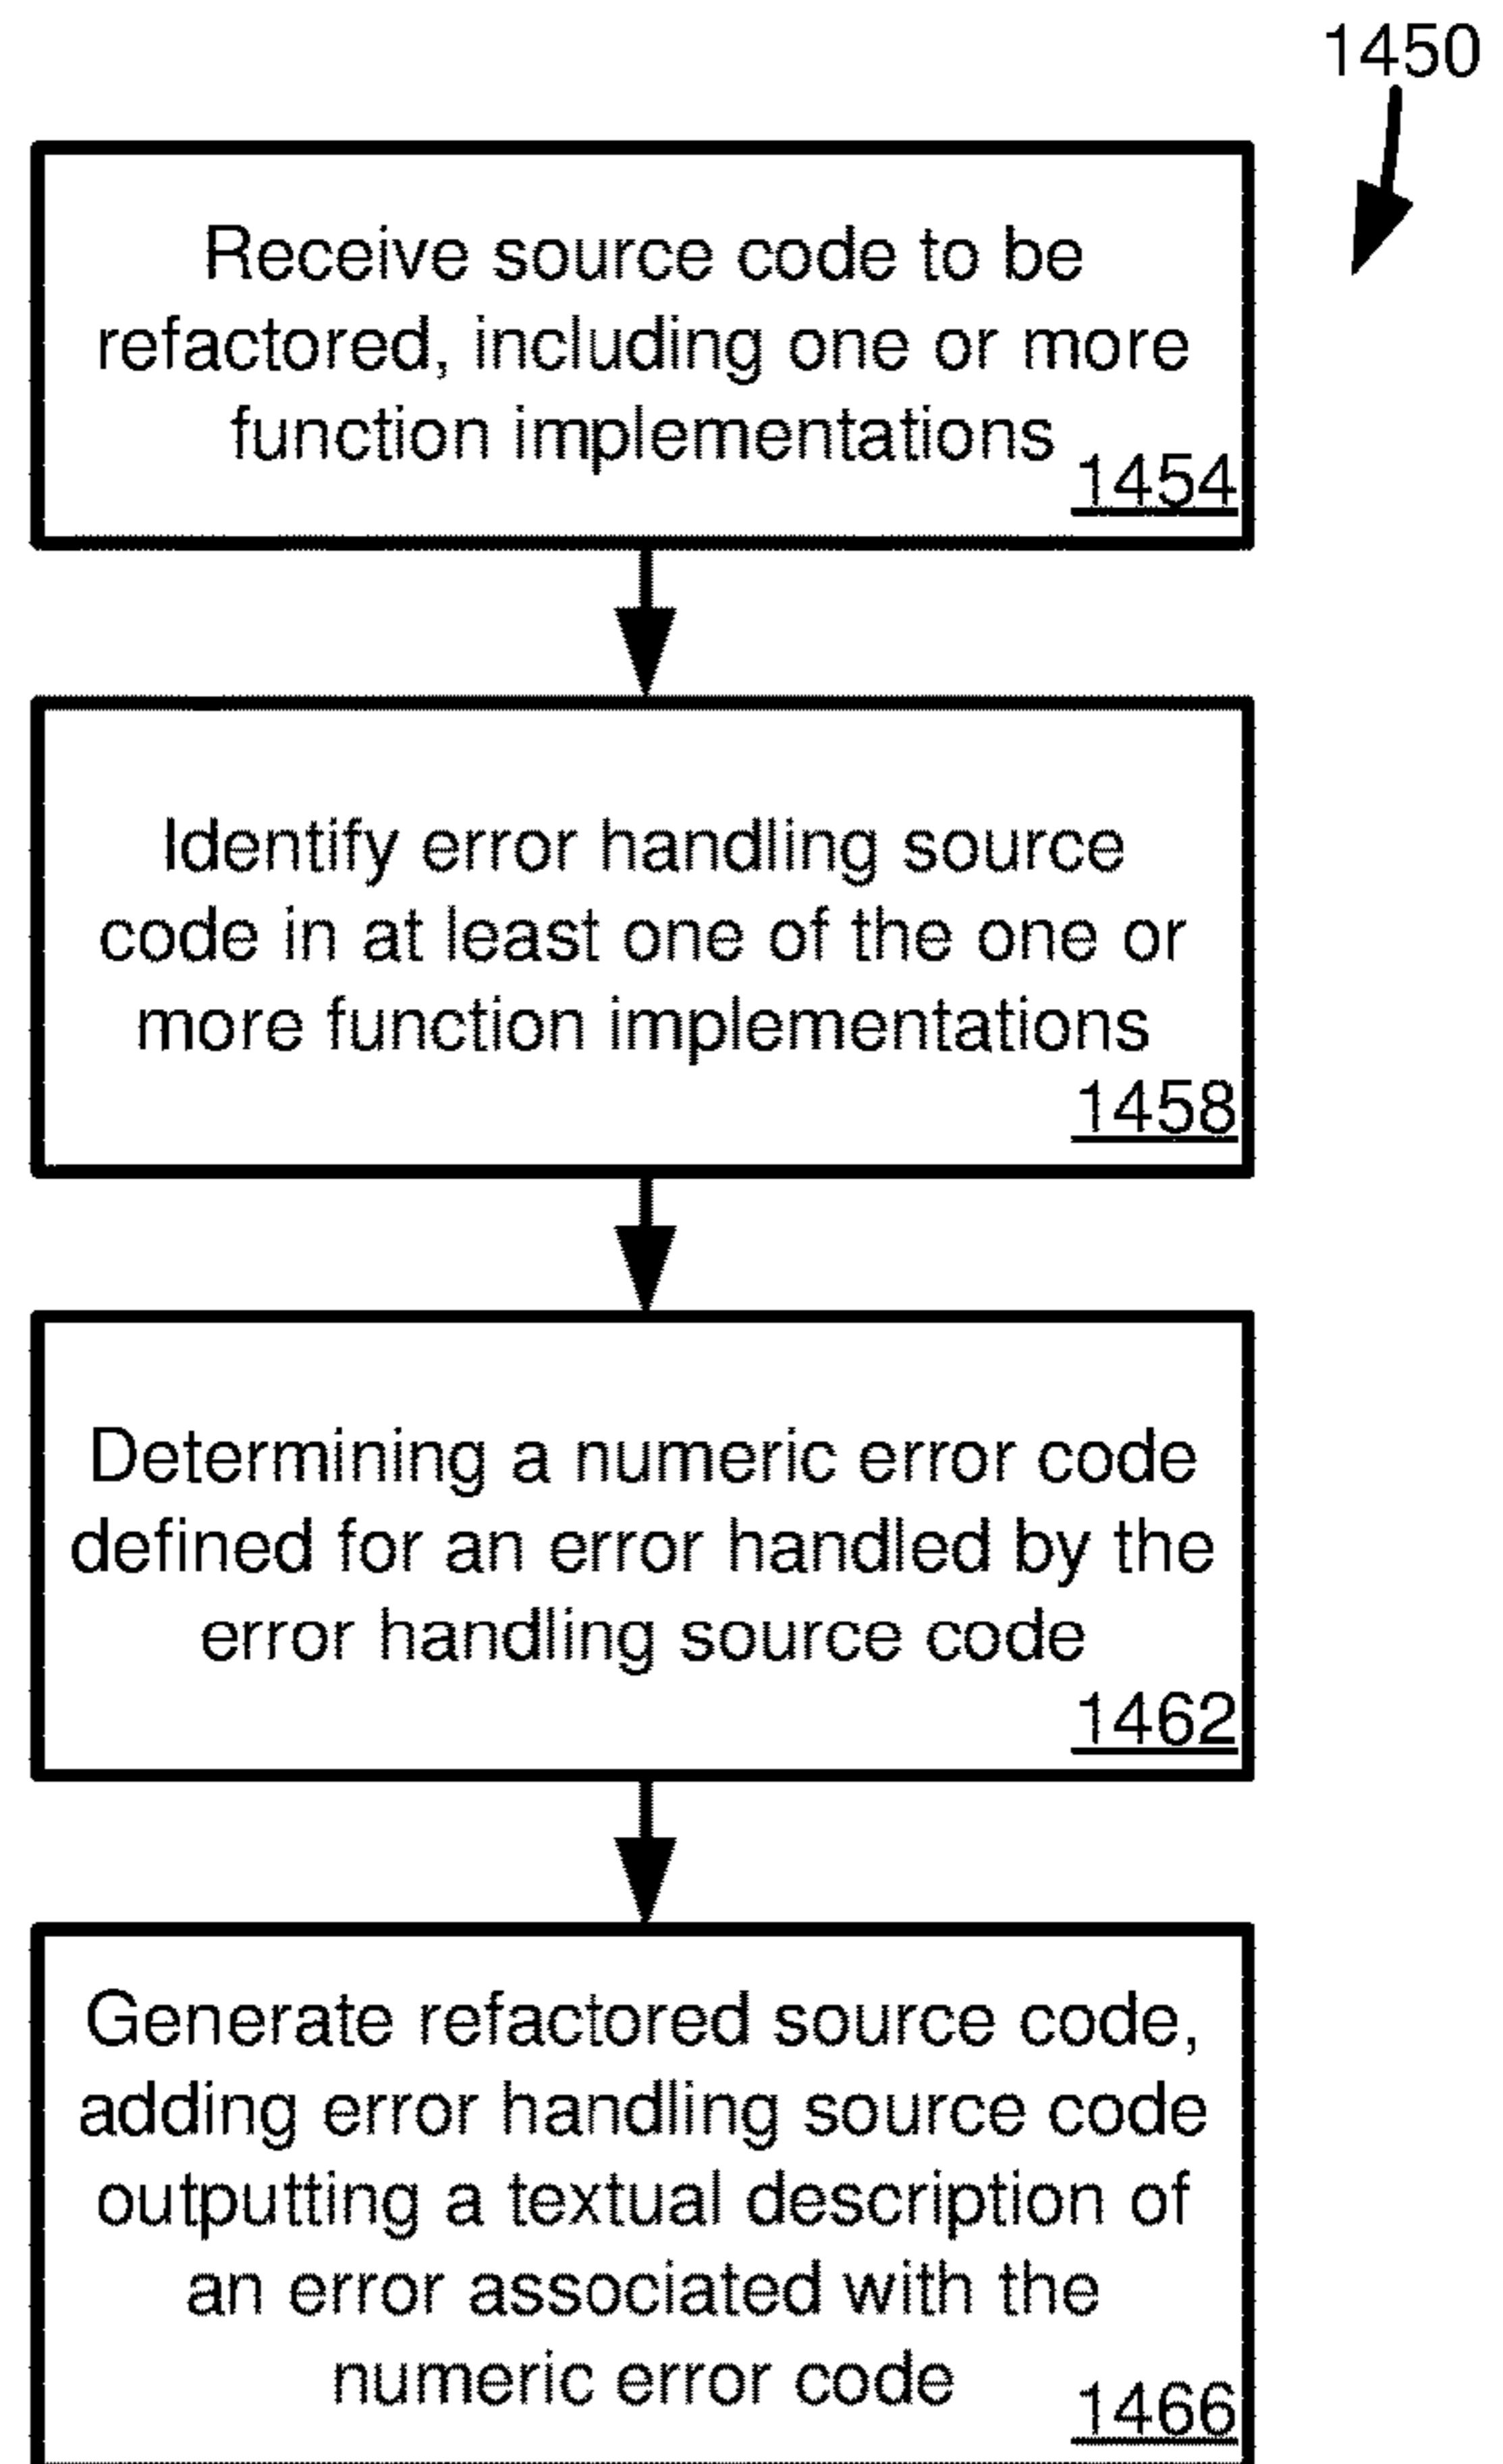 1450
Receive source code to be
refactored, including one or more
function implementations
1454
Identify error handling source
code in at least one of the one or
more function implementations
1458
Determining a numeric error code
defined for an error handled by the
error handling source code
1462
Generate refactored source code,
adding error handling source code
outputting a textual description of
an error associated with the
numeric error code
1466